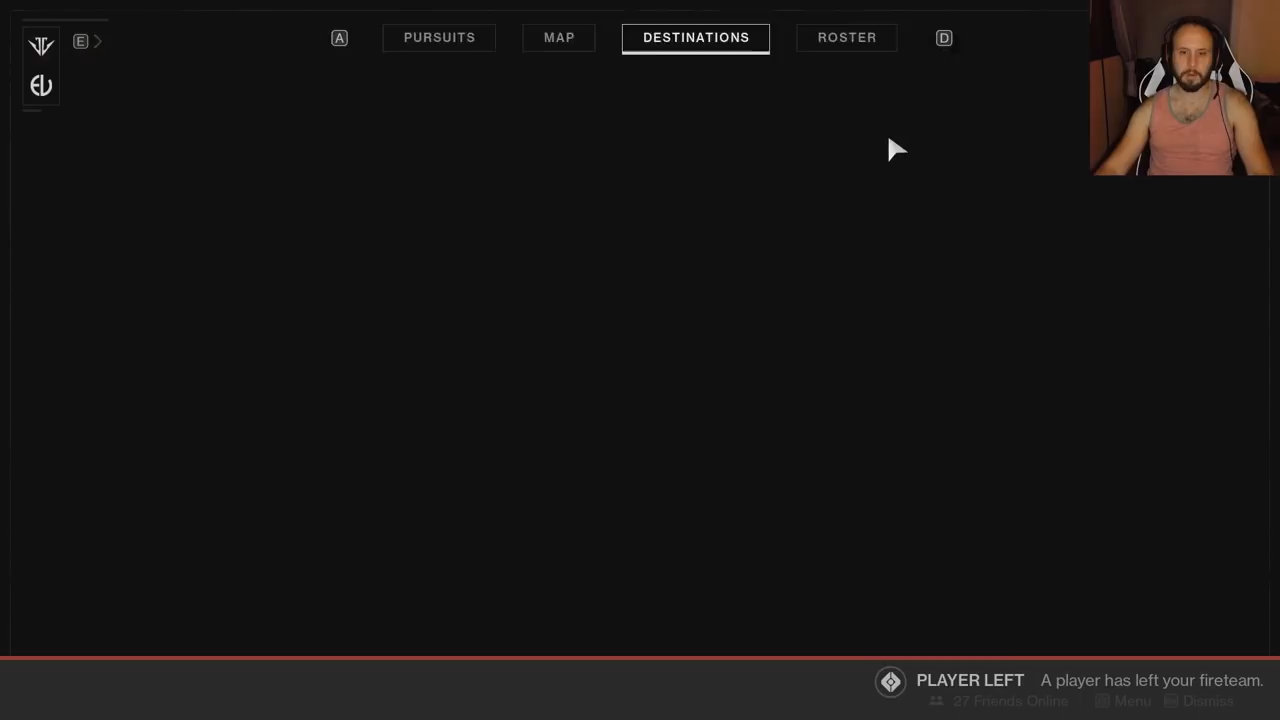 E
A PURSUITS MAP DESTINATIONS ROSTER D
PLAYER LEFT A player has left your fireteam.
27 Friends Online Menu Dismiss